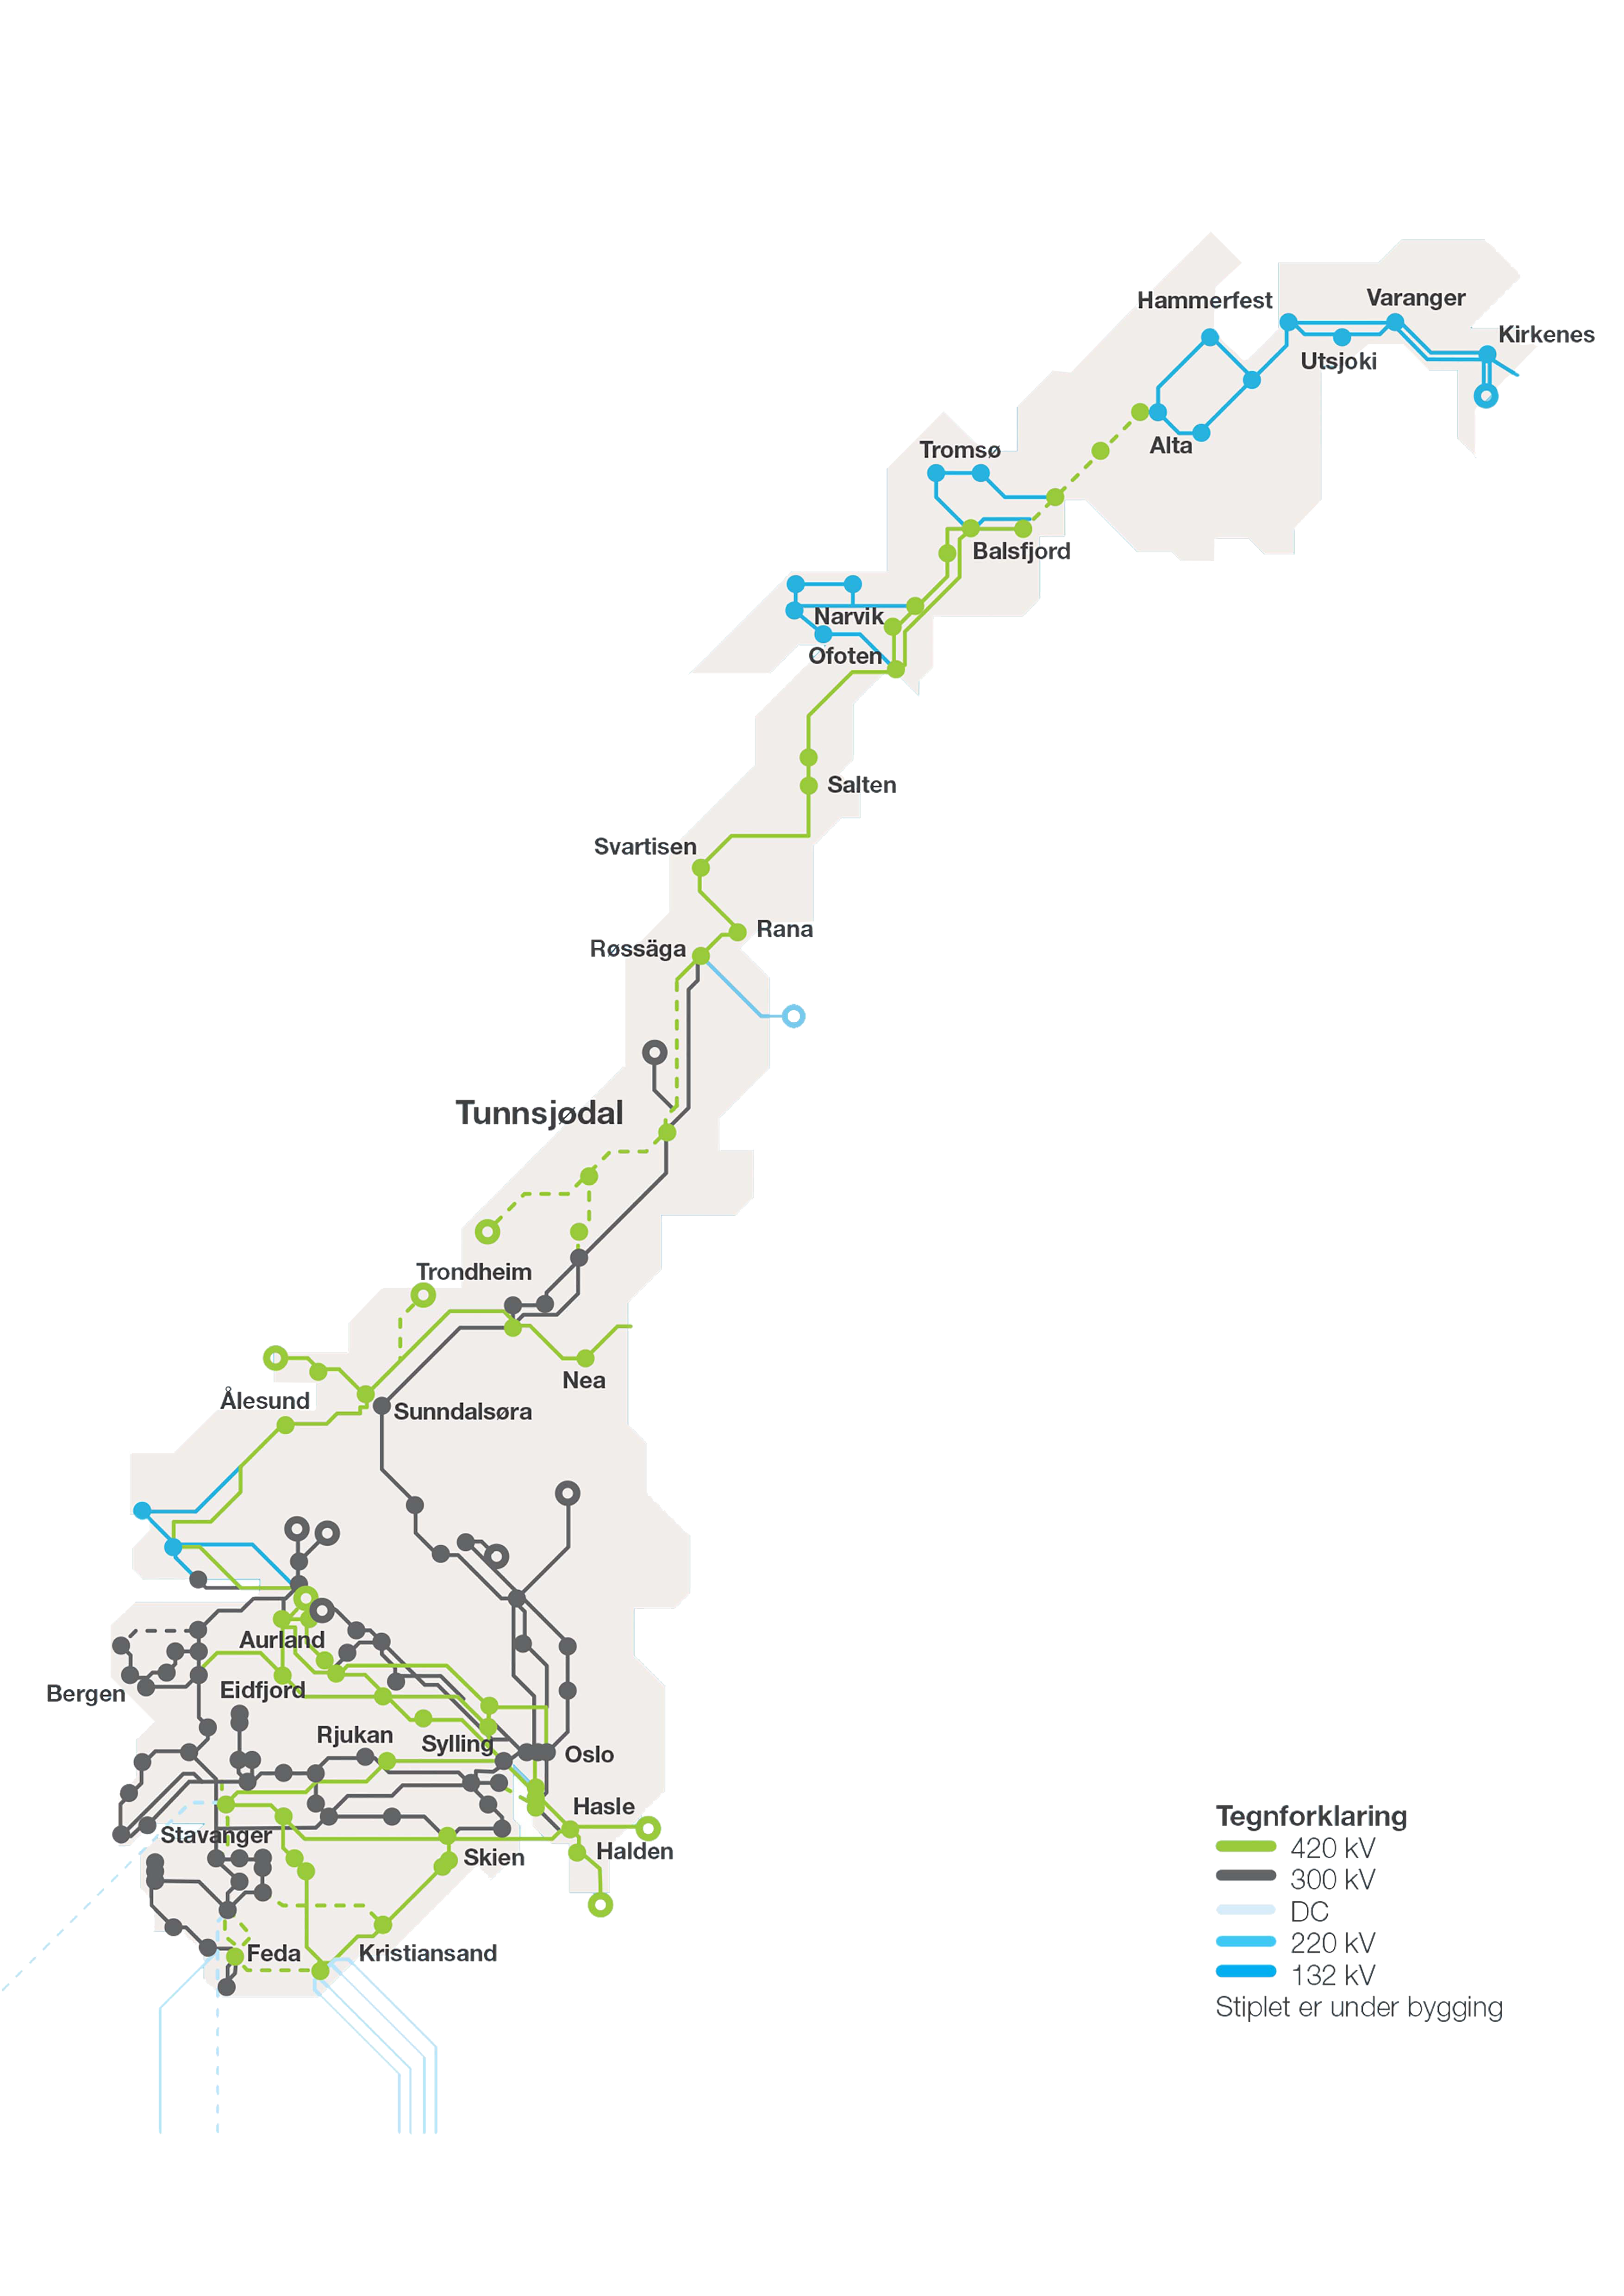 Hammerfest
Varanger
Kirkenes
Utsjoki
Alta
Tromsø
Balsfjord
Narvik
Ofoten
Salten
Svartisen
Rana
Røssäga
Tunnsjødal
Trondheim
Nea
Ålesund
Sunndalsøra
Aurland
Bergen
Eidfjord
Rjukan
Sylling
Oslo
Hasle
Stavanger
Halden
Skien
Feda
Kristiansand
Tegnforklaring
420 kV
300 kV
DC
220 kV
132 kV
Stiplet er under bygging